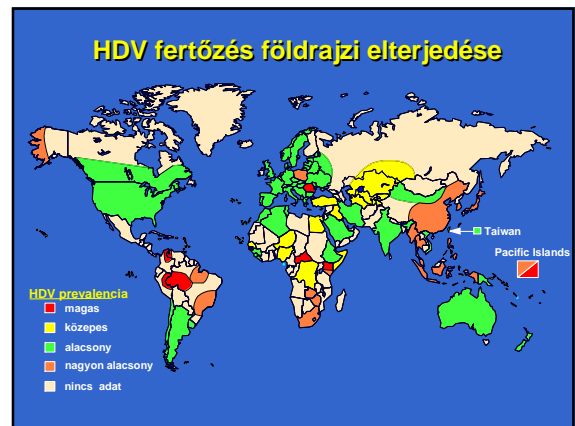 HDV fertőzés földrajzi elterjedése
Taiwan
Pacific Islands
HDV prevalencia
magas
közepes
alacsony
nagyon alacsony
nincs adat